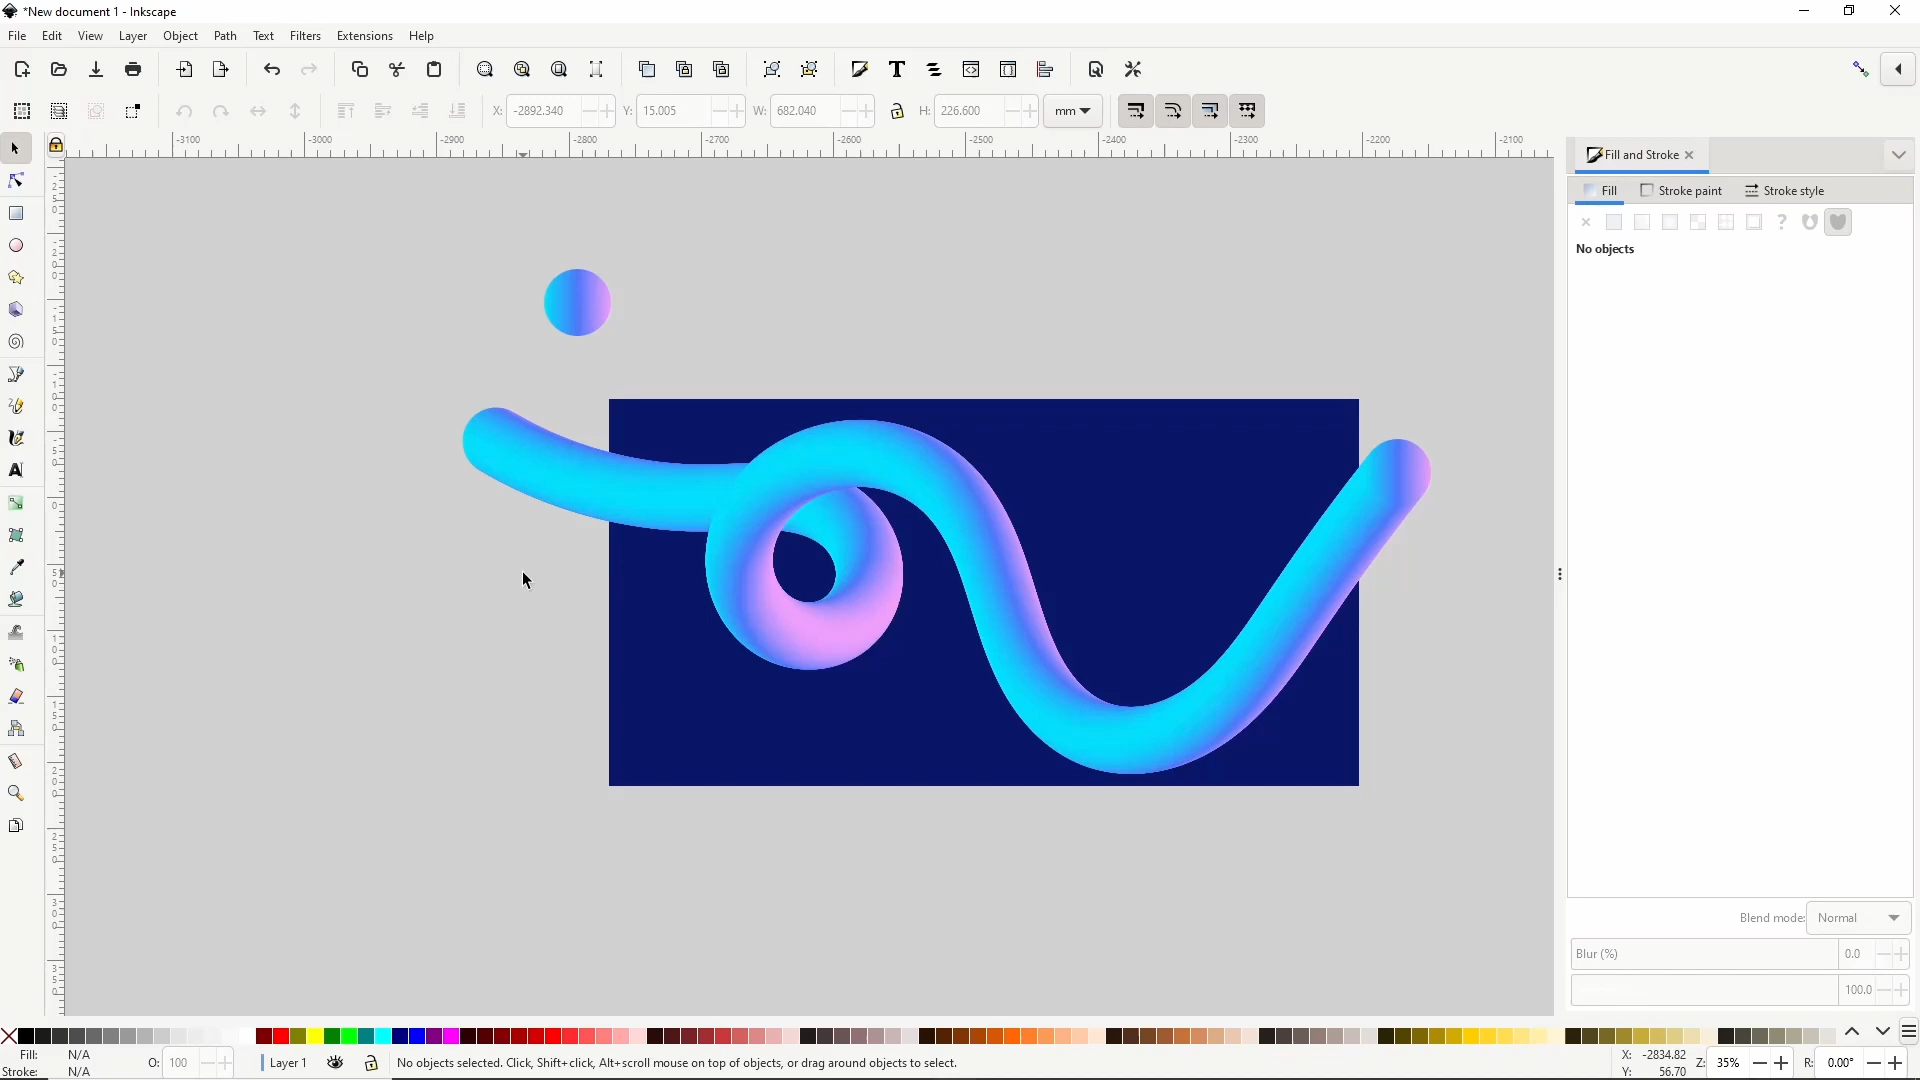 *New document 1 - Inkscape
File Edit View Layer Object Path Text Filters Extensions Help
X: -2892.340 Y: 15.005 W: 682.040 H: 226.600 mm
-3100 -3000 -2900 -2800 -2700 -2600 -2500 -2400 -2300 -2200 -2100
Fill and Stroke
Fill Stroke paint Stroke style
No objects
Blend mode: Normal
Blur (%) 0.0
100.0
Fill: N/A
Stroke: N/A
O: 100 Layer 1 No objects selected. Click, Shift+click, Alt+scroll mouse on top of objects, or drag around objects to select.
X: -2834.82
Y: 56.70
Z: 35% R: 0.00°